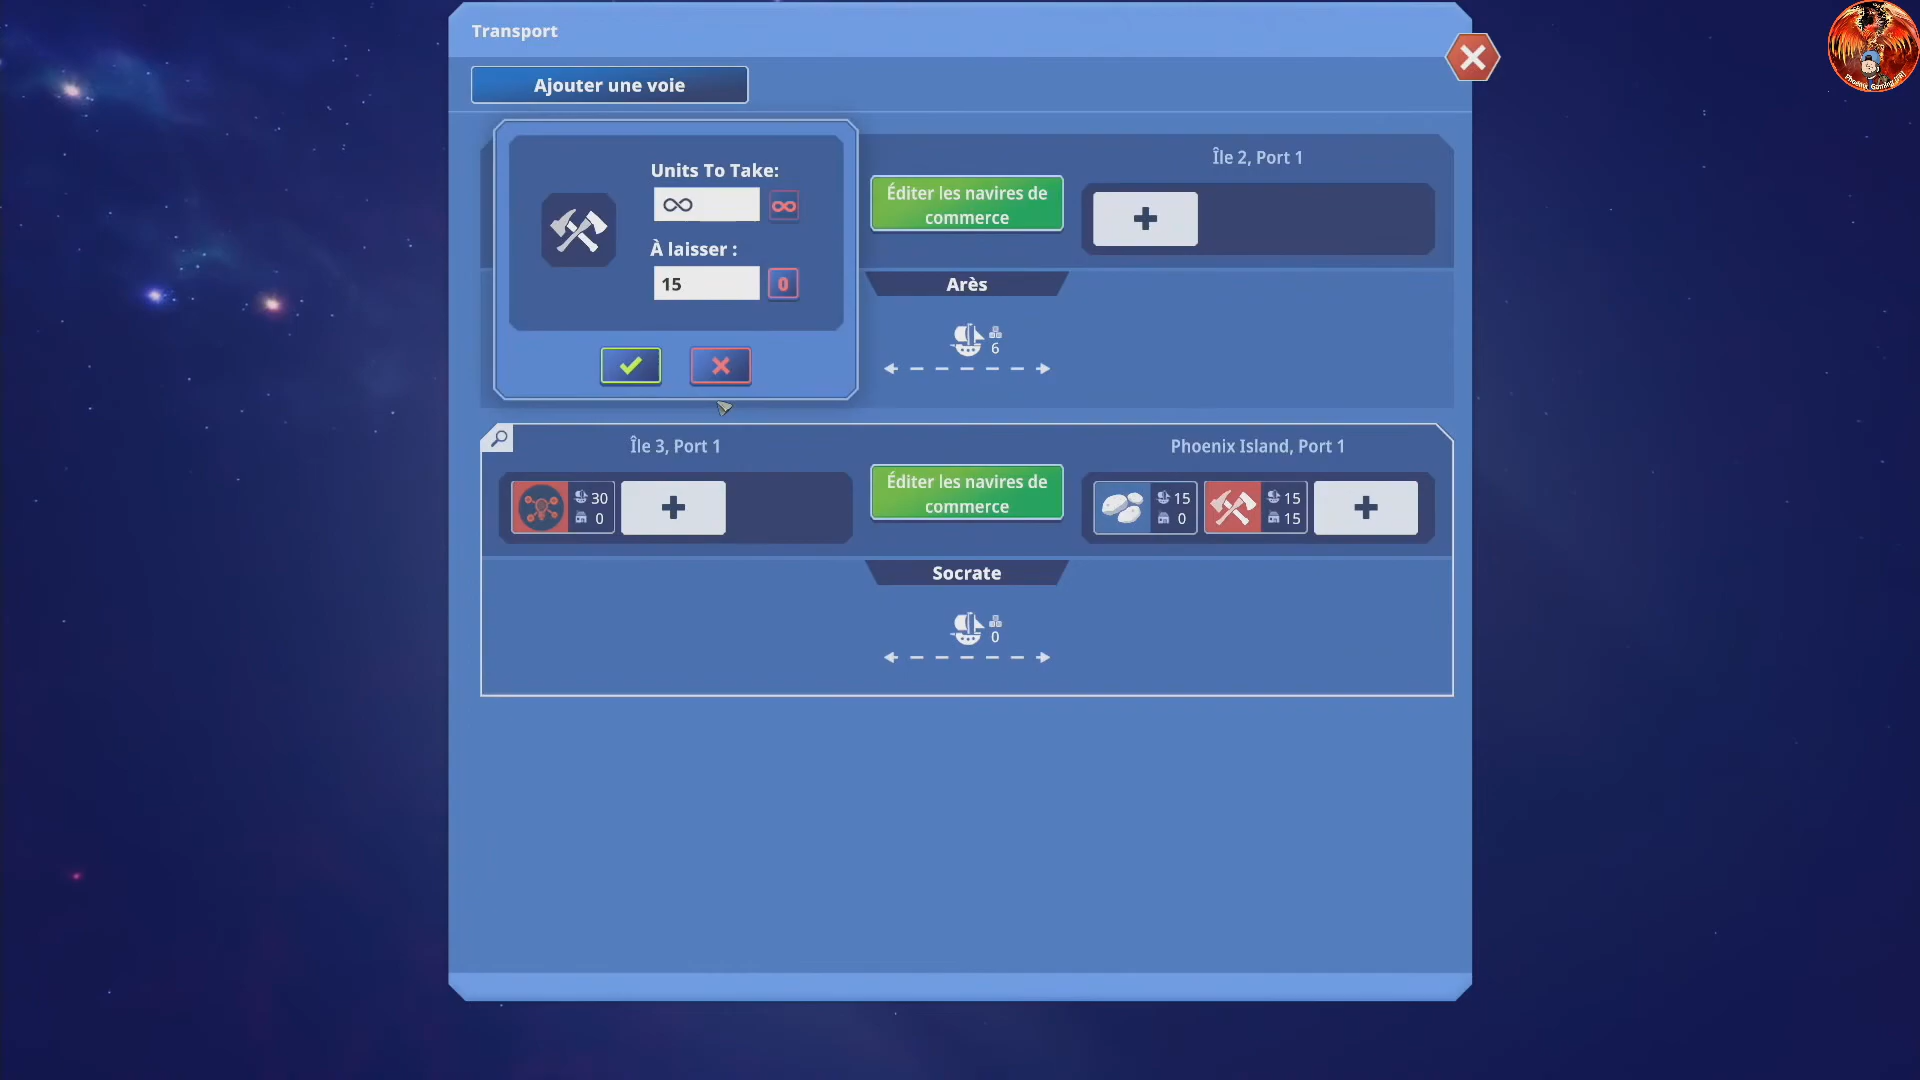 Transport
Ajouter une voie
Units To Take:
∞
∞
À laisser :
15
0
Éditer les navires de
commerce
Île 2, Port 1
Arès
6
Île 3, Port 1
30
0
Éditer les navires de
commerce
Phoenix Island, Port 1
15
0
15
15
Socrate
0